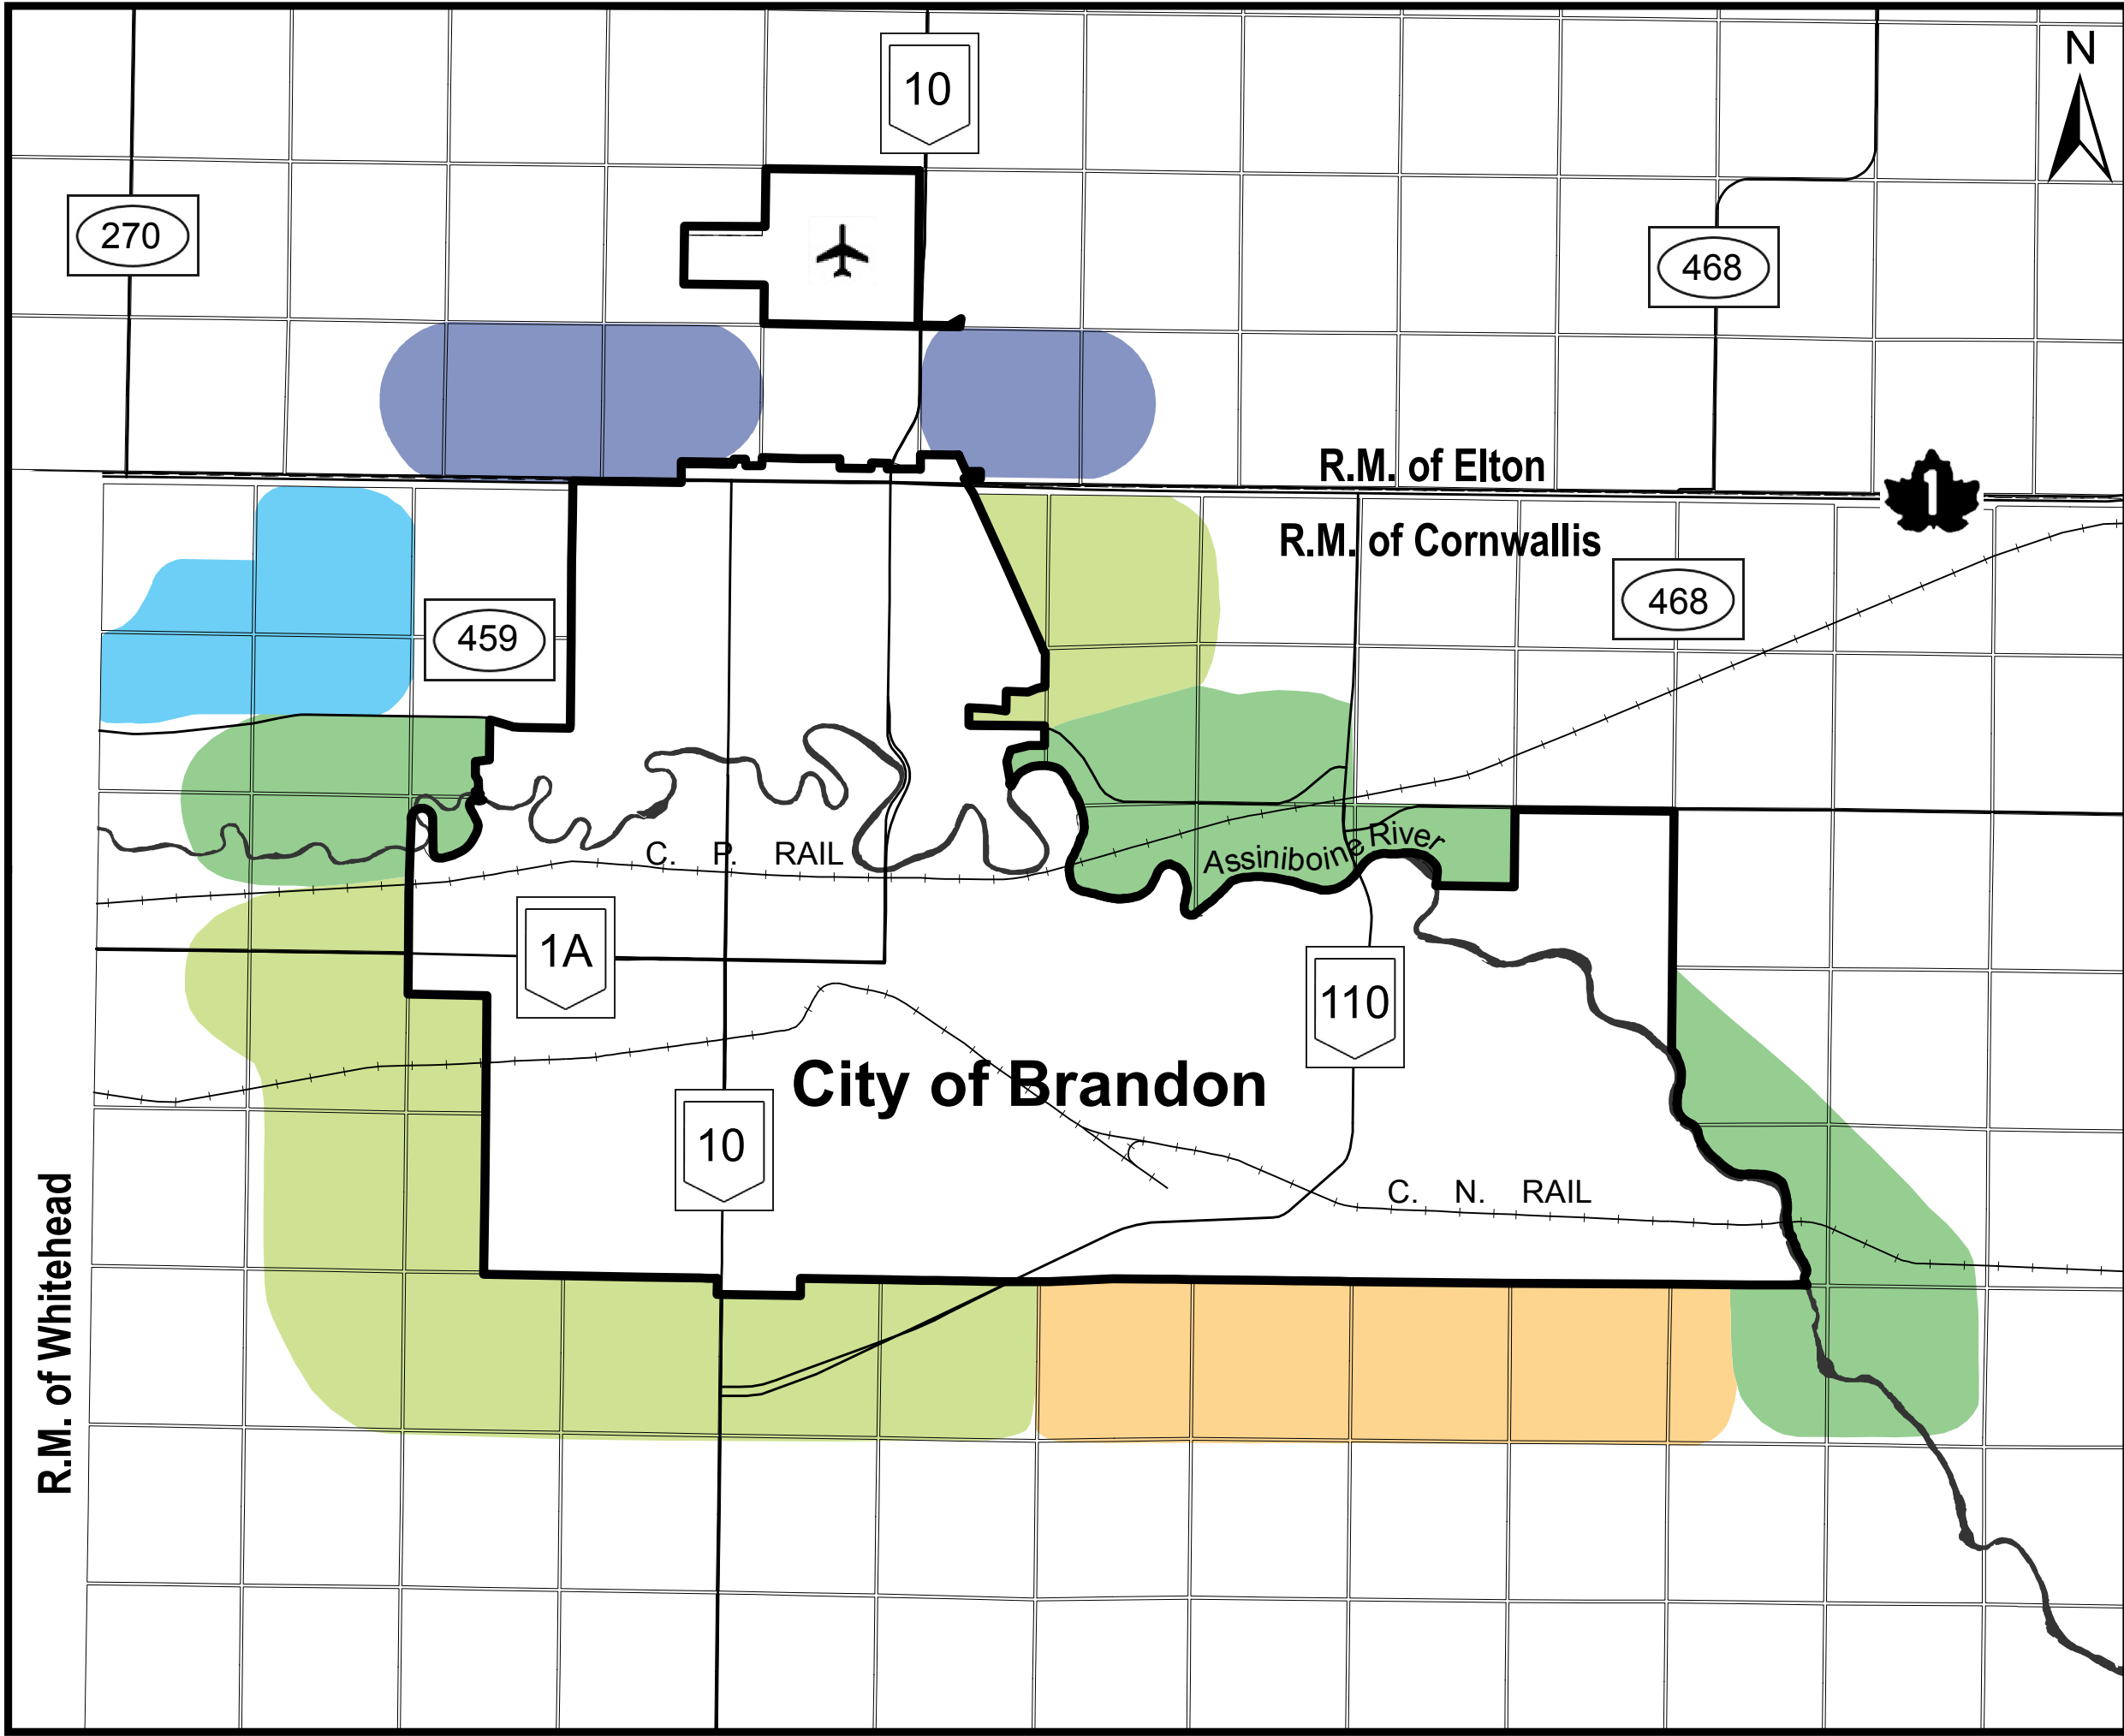 N
10
270
468
R.M. of Elton
1
R.M. of Cornwallis
468
459
C. P. RAIL
Assiniboine River
1A
110
City of Brandon
10
C. N. RAIL
R.M. of Whitehead